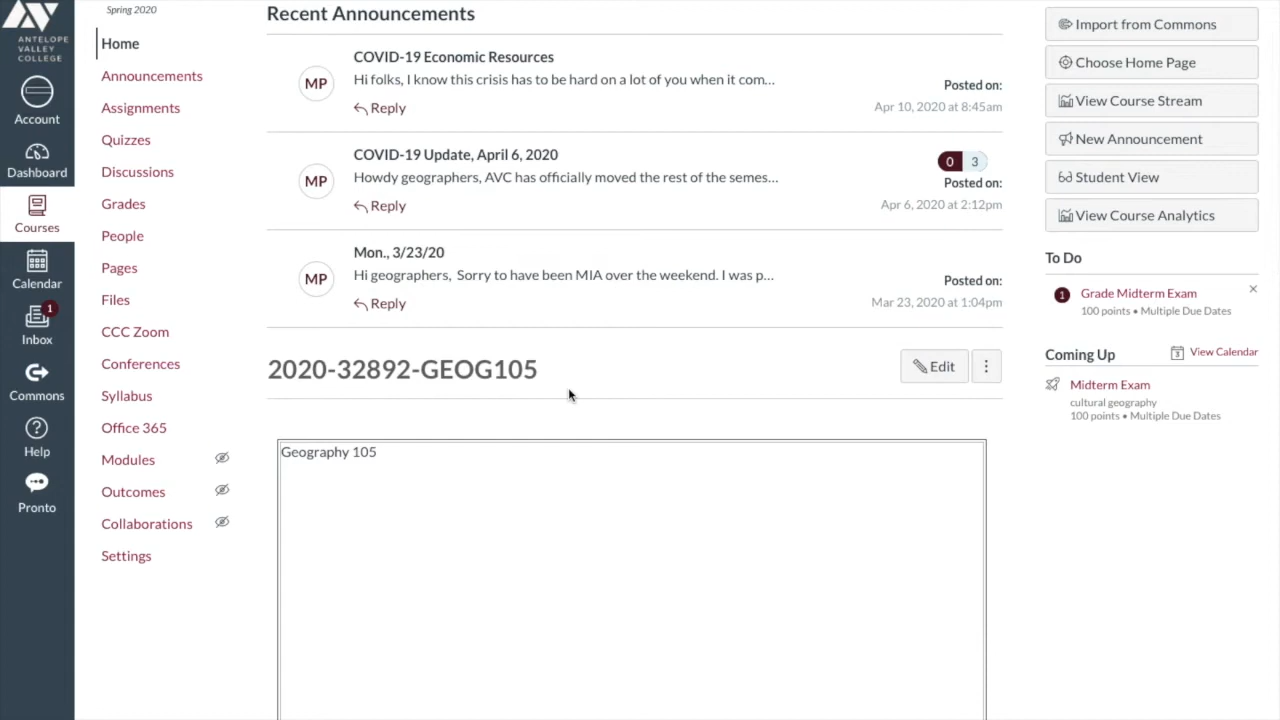 ANTELOPE
VALLEY
COLLEGE
Account
Dashboard
Courses
Calendar
1
Inbox
Commons
Help
Pronto
Spring 2020
Home
Announcements
Assignments
Quizzes
Discussions
Grades
People
Pages
Files
CCC Zoom
Conferences
Syllabus
Office 365
Modules
Outcomes
Collaborations
Settings
Recent Announcements
MP
COVID-19 Economic Resources
Hi folks, I know this crisis has to be hard on a lot of you when it com...
Reply
Posted on:
Apr 10, 2020 at 8:45am
MP
COVID-19 Update, April 6, 2020
Howdy geographers, AVC has officially moved the rest of the semes...
Reply
0 3
Posted on:
Apr 6, 2020 at 2:12pm
MP
Mon., 3/23/20
Hi geographers, Sorry to have been MIA over the weekend. I was p...
Reply
Posted on:
Mar 23, 2020 at 1:04pm
2020-32892-GEOG105
Edit
Geography 105
Import from Commons
Choose Home Page
View Course Stream
New Announcement
Student View
View Course Analytics
To Do
1
Grade Midterm Exam
100 points • Multiple Due Dates
Coming Up
View Calendar
Midterm Exam
cultural geography
100 points • Multiple Due Dates